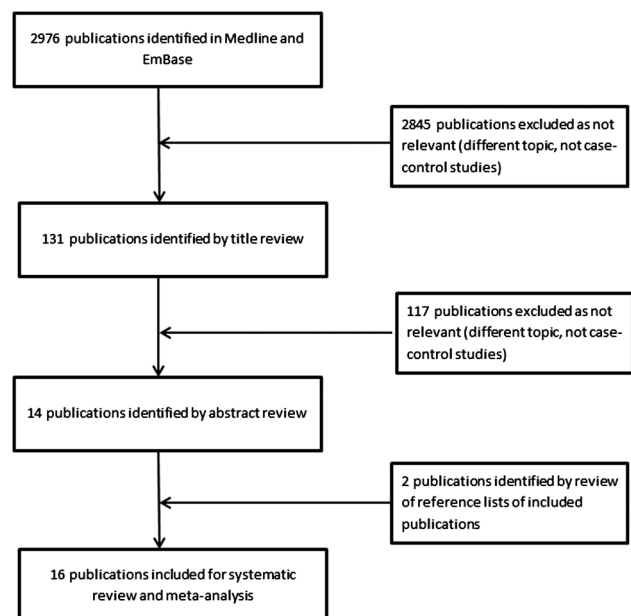 2976 publications identified in Medline and
EmBase
2845 publications excluded as not
relevant (different topic, not case-
control studies)
131 publications identified by title review
117 publications excluded as not
relevant (different topic, not case-
control studies)
14 publications identified by abstract review
2 publications identified by review
of reference lists of included
publications
16 publications included for systematic
review and meta-analysis